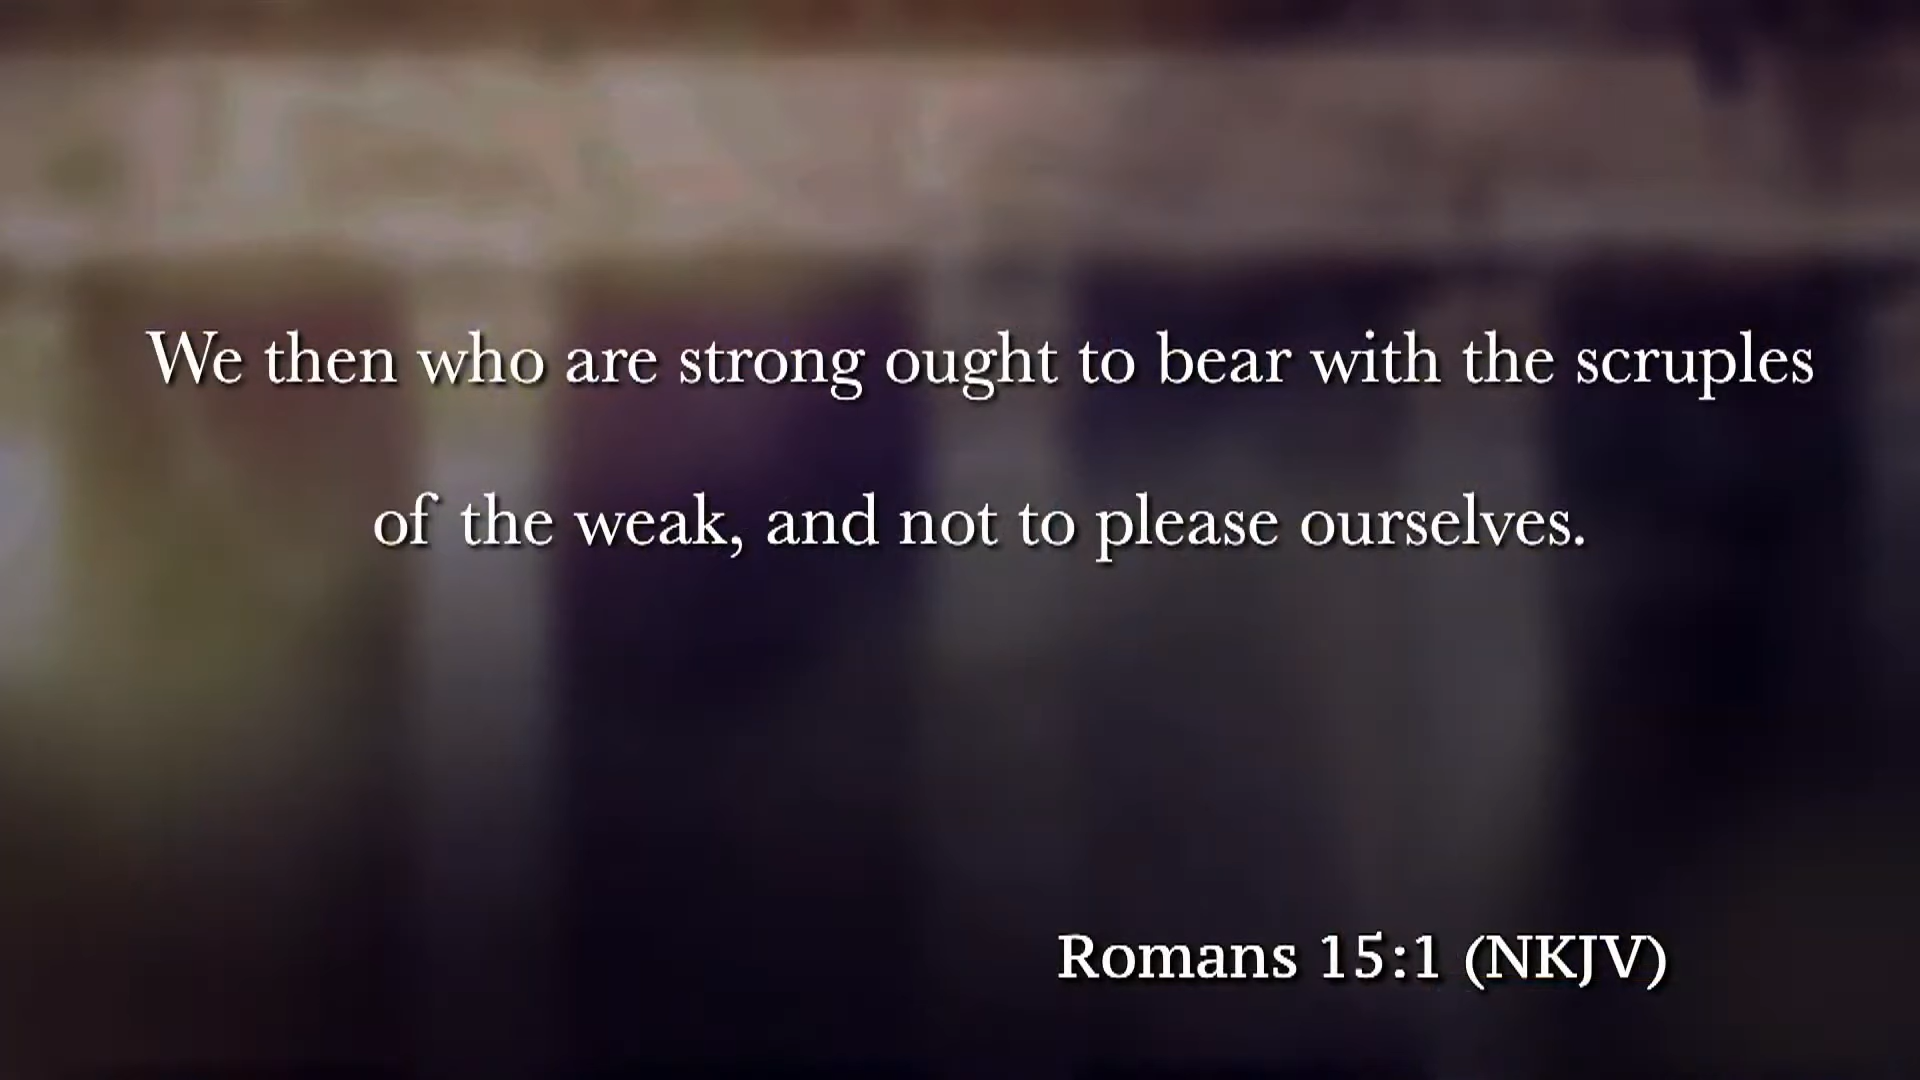 We then who are strong ought to bear with the scruples
of the weak, and not to please ourselves.
Romans 15:1 (NKJV)